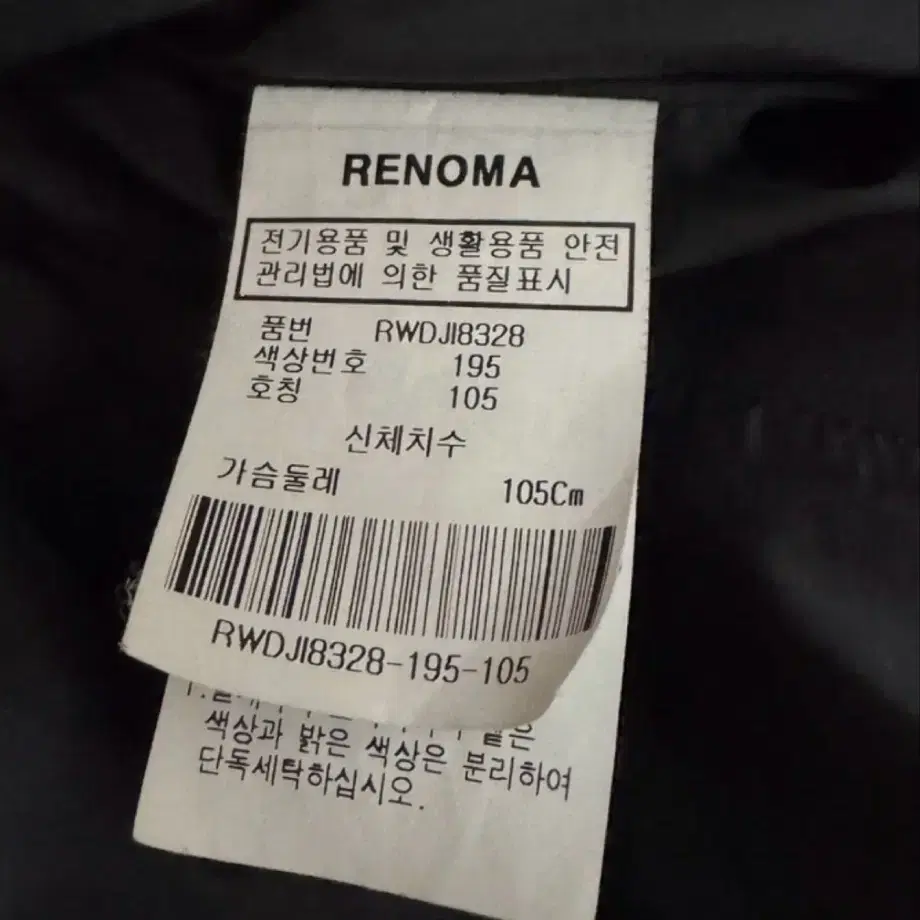 RENOMA
전기용품 및 생활용품 안전
관리법에 의한 품질표시
품번 RWDJI8328
색상번호 195
호칭 105
신체치수
가슴둘레 105Cm
RWDJI8328-195-105
색상과 밝은 색상은 분리하여
단독세탁하십시오.